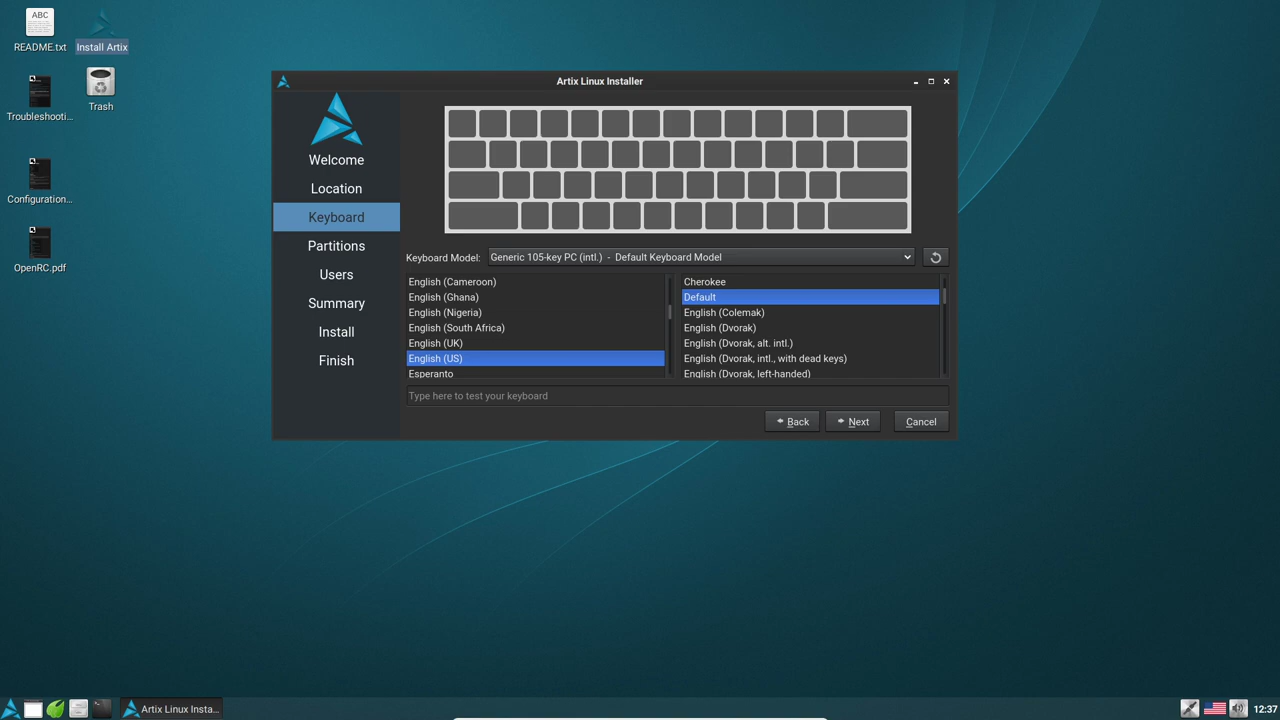 ABC
README.txt
Install Artix
Troubleshooti...
Trash
Configuration...
OpenRC.pdf
Artix Linux Installer
Welcome
Location
Keyboard
Partitions
Users
Summary
Install
Finish
Keyboard Model:
Generic 105-key PC (intl.) - Default Keyboard Model
English (Cameroon)
English (Ghana)
English (Nigeria)
English (South Africa)
English (UK)
English (US)
Esperanto
Cherokee
Default
English (Colemak)
English (Dvorak)
English (Dvorak, alt. intl.)
English (Dvorak, intl., with dead keys)
English (Dvorak, left-handed)
Type here to test your keyboard
Back
Next
Cancel
Artix Linux Insta...
12:37